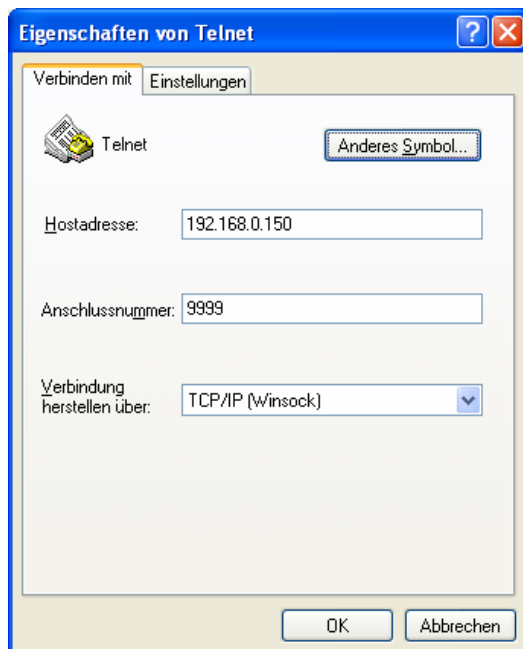 Eigenschaften von Telnet
Verbinden mit
Einstellungen
Telnet
Anderes Symbol...
Hostadresse:
192.168.0.150
Anschlussnummer:
9999
Verbindung
herstellen über:
TCP/IP (Winsock)
OK
Abbrechen